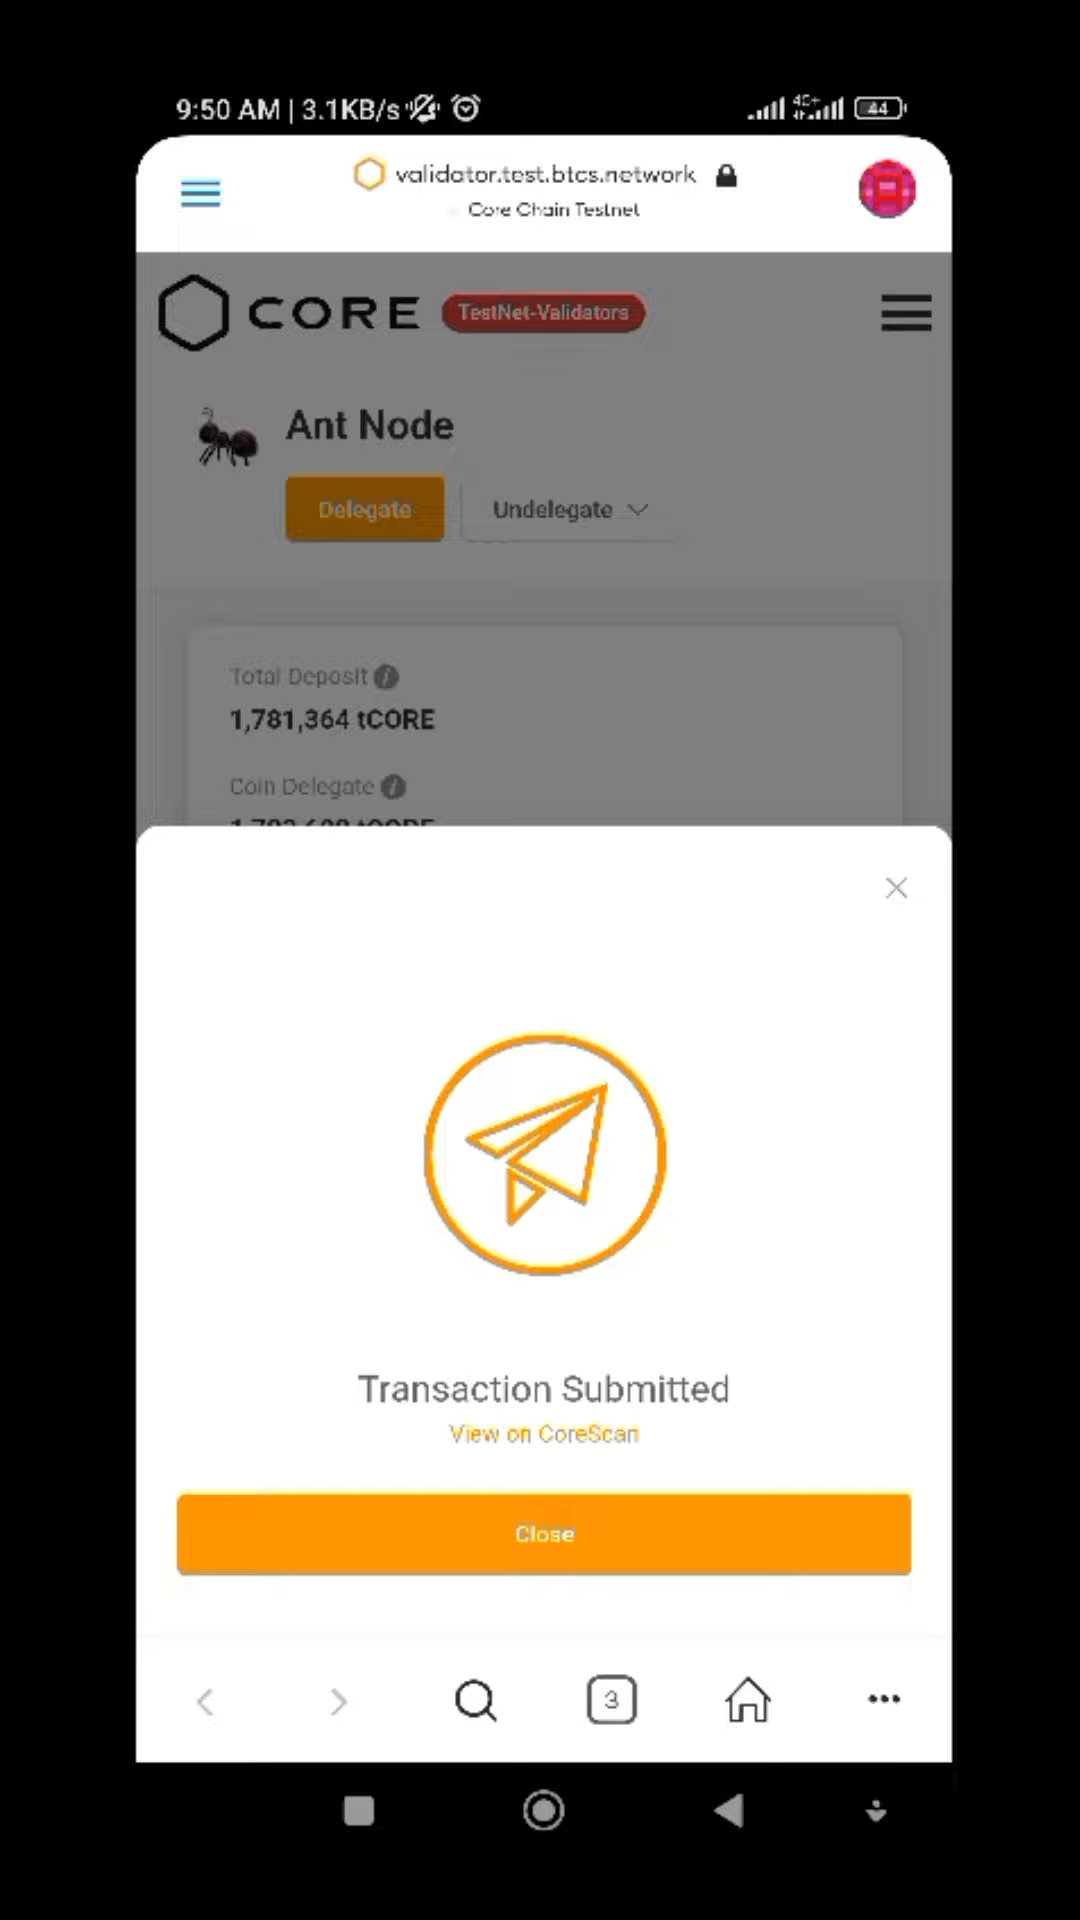 9:50 AM | 3.1KB/s
4G+
44
validator.test.btcs.network
Core Chain Testnet
CORE
TestNet-Validators
Ant Node
Delegate
Undelegate
Total Deposit
1,781,364 tCORE
Coin Delegate
Transaction Submitted
View on CoreScan
Close
3